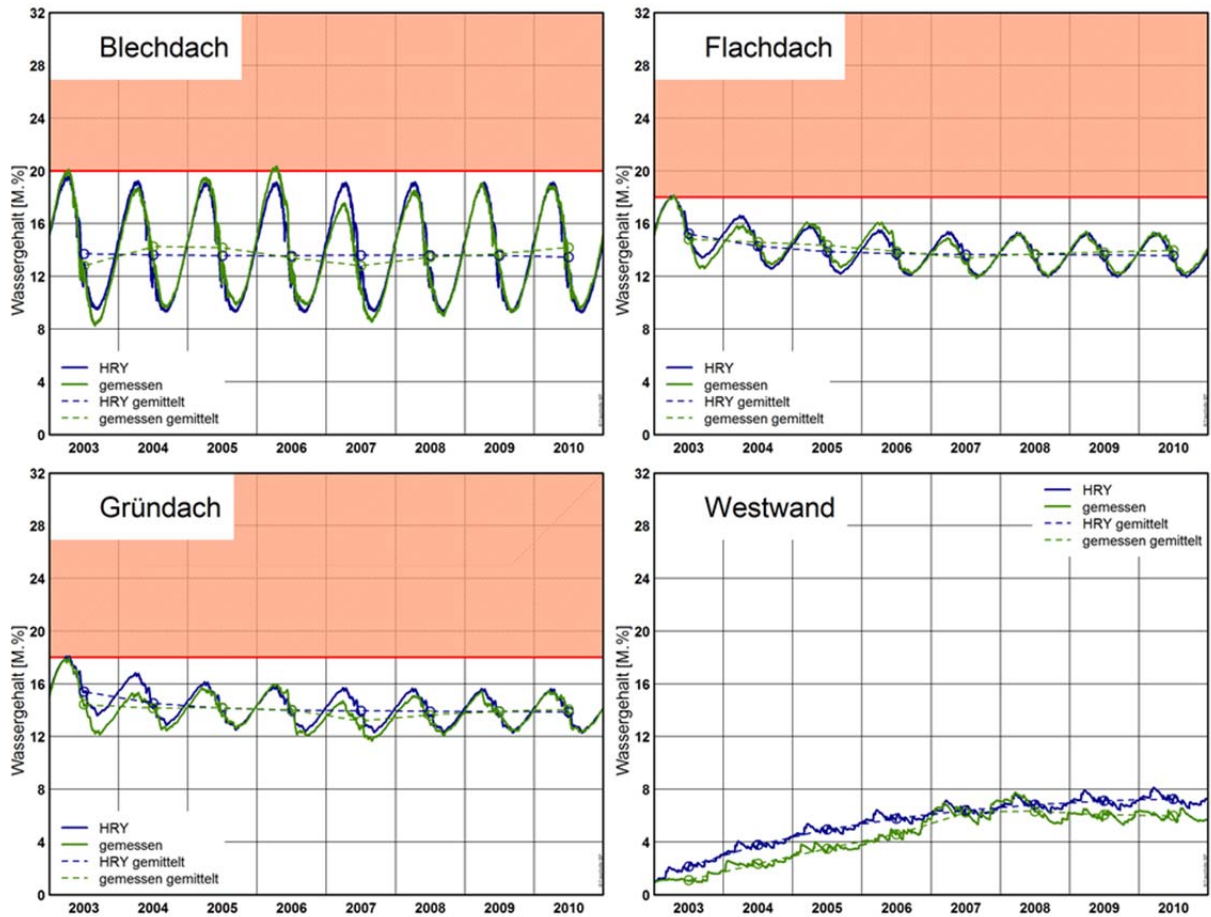 Blechdach
Wassergehalt [M.%]
32
28
24
20
16
12
8
4
0
HRY
gemessen
HRY gemittelt
gemessen gemittelt
2003 2004 2005 2006 2007 2008 2009 2010
Flachdach
Wassergehalt [M.%]
32
28
24
20
16
12
8
4
0
HRY
gemessen
HRY gemittelt
gemessen gemittelt
2003 2004 2005 2006 2007 2008 2009 2010
Gründach
Wassergehalt [M.%]
32
28
24
20
16
12
8
4
0
HRY
gemessen
HRY gemittelt
gemessen gemittelt
2003 2004 2005 2006 2007 2008 2009 2010
Westwand
Wassergehalt [M.%]
32
28
24
20
16
12
8
4
0
HRY
gemessen
HRY gemittelt
gemessen gemittelt
2003 2004 2005 2006 2007 2008 2009 2010